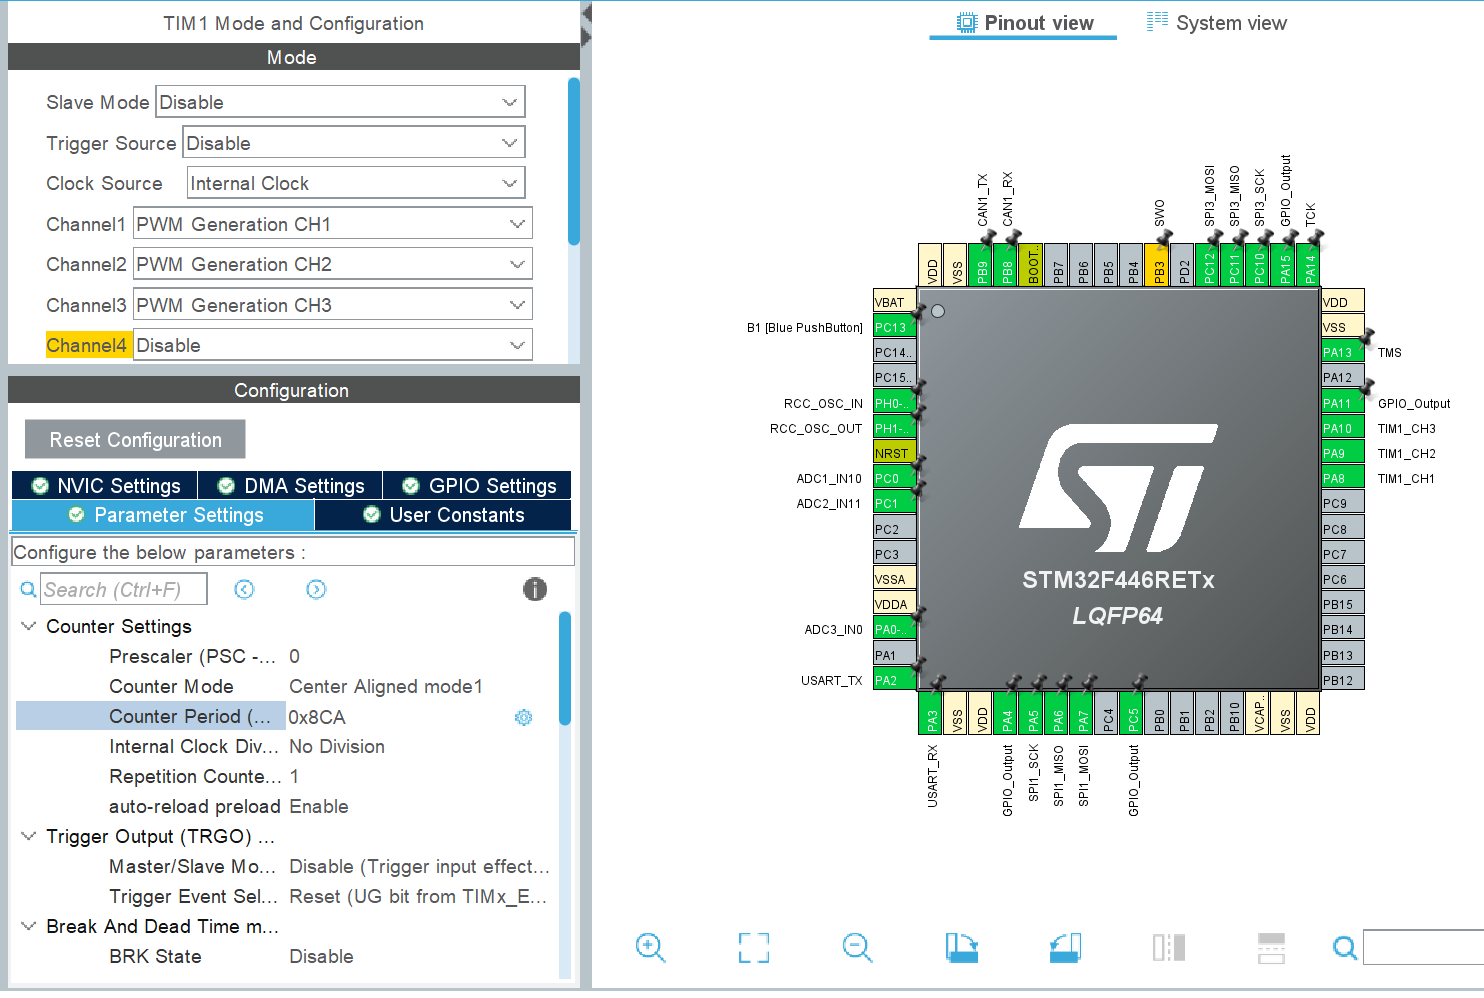 TIM1 Mode and Configuration
Mode
Slave Mode Disable
Trigger Source Disable
Clock Source Internal Clock
Channel1 PWM Generation CH1
Channel2 PWM Generation CH2
Channel3 PWM Generation CH3
Channel4 Disable
Configuration
Reset Configuration
NVIC Settings DMA Settings GPIO Settings
Parameter Settings User Constants
Configure the below parameters :
Search (Ctrl+F)
Counter Settings
Prescaler (PSC -... 0
Counter Mode Center Aligned mode1
Counter Period (... 0x8CA
Internal Clock Div... No Division
Repetition Counte... 1
auto-reload preload Enable
Trigger Output (TRGO) ...
Master/Slave Mo... Disable (Trigger input effect...
Trigger Event Sel... Reset (UG bit from TIMx_E...
Break And Dead Time m...
BRK State Disable
Pinout view System view
CAN1_TX CAN1_RX SWO SPI3_MOSI SPI3_MISO SPI3_SCK GPIO_Output TCK
VDD VSS PB9 PB8 BOOT.. PB7 PB6 PB5 PB4 PB3 PD2 PC12 PC11 PC10 PA15 PA14
VBAT
B1 [Blue PushButton] PC13
PC14..
PC15..
RCC_OSC_IN PH0-..
RCC_OSC_OUT PH1-..
NRST
ADC1_IN10 PC0
ADC2_IN11 PC1
PC2
PC3
VSSA
VDDA
ADC3_IN0 PA0-..
PA1
USART_TX PA2
STM32F446RETx
LQFP64
VDD
VSS
PA13 TMS
PA12
PA11 GPIO_Output
PA10 TIM1_CH3
PA9 TIM1_CH2
PA8 TIM1_CH1
PC9
PC8
PC7
PC6
PB15
PB14
PB13
PB12
PA3 VSS VDD PA4 PA5 PA6 PA7 PC4 PC5 PB0 PB1 PB2 PB10 VCAP.. VSS VDD
USART_RX GPIO_Output SPI1_SCK SPI1_MISO SPI1_MOSI GPIO_Output